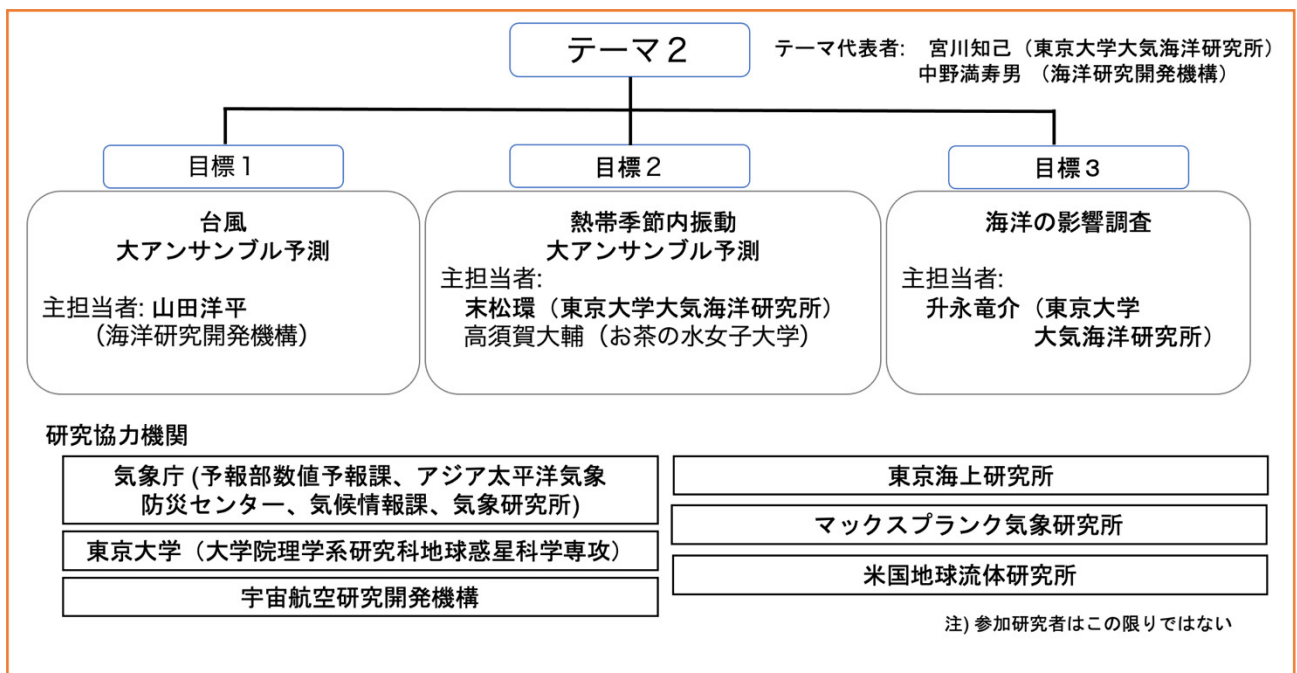 テーマ２
テーマ代表者: 宮川知己（東京大学大気海洋研究所）
中野満寿男 （海洋研究開発機構）
目標１
台風
大アンサンブル予測
主担当者: 山田洋平
（海洋研究開発機構）
目標２
熱帯季節内振動
大アンサンブル予測
主担当者:
末松環（東京大学大気海洋研究所）
高須賀大輔（お茶の水女子大学）
目標３
海洋の影響調査
主担当者:
升永竜介（東京大学
大気海洋研究所）
研究協力機関
気象庁 (予報部数値予報課、アジア太平洋気象
防災センター、気候情報課、気象研究所)
東京大学（大学院理学系研究科地球惑星科学専攻）
宇宙航空研究開発機構
東京海上研究所
マックスプランク気象研究所
米国地球流体研究所
注) 参加研究者はこの限りではない